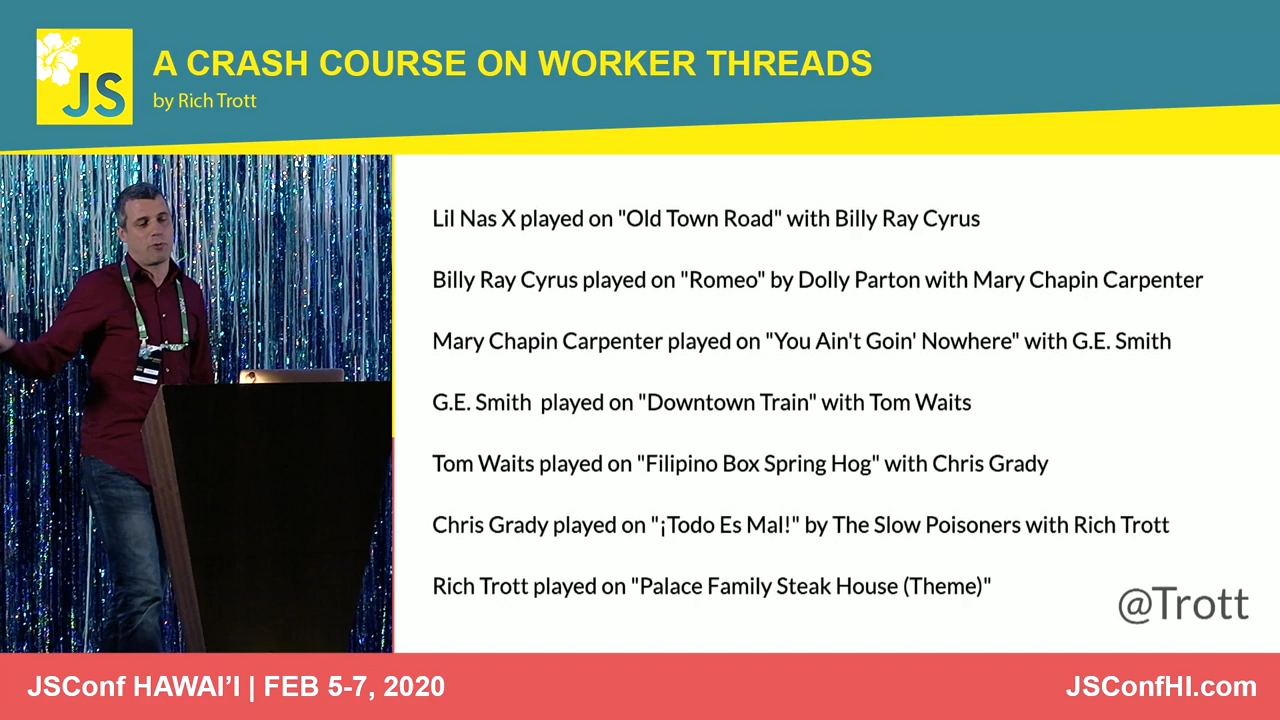 JS
A CRASH COURSE ON WORKER THREADS
by Rich Trott
Lil Nas X played on "Old Town Road" with Billy Ray Cyrus
Billy Ray Cyrus played on "Romeo" by Dolly Parton with Mary Chapin Carpenter
Mary Chapin Carpenter played on "You Ain't Goin' Nowhere" with G.E. Smith
G.E. Smith  played on "Downtown Train" with Tom Waits
Tom Waits played on "Filipino Box Spring Hog" with Chris Grady
Chris Grady played on "¡Todo Es Mal!" by The Slow Poisoners with Rich Trott
Rich Trott played on "Palace Family Steak House (Theme)"
@Trott
JSConf HAWAI’I | FEB 5-7, 2020
JSConfHI.com